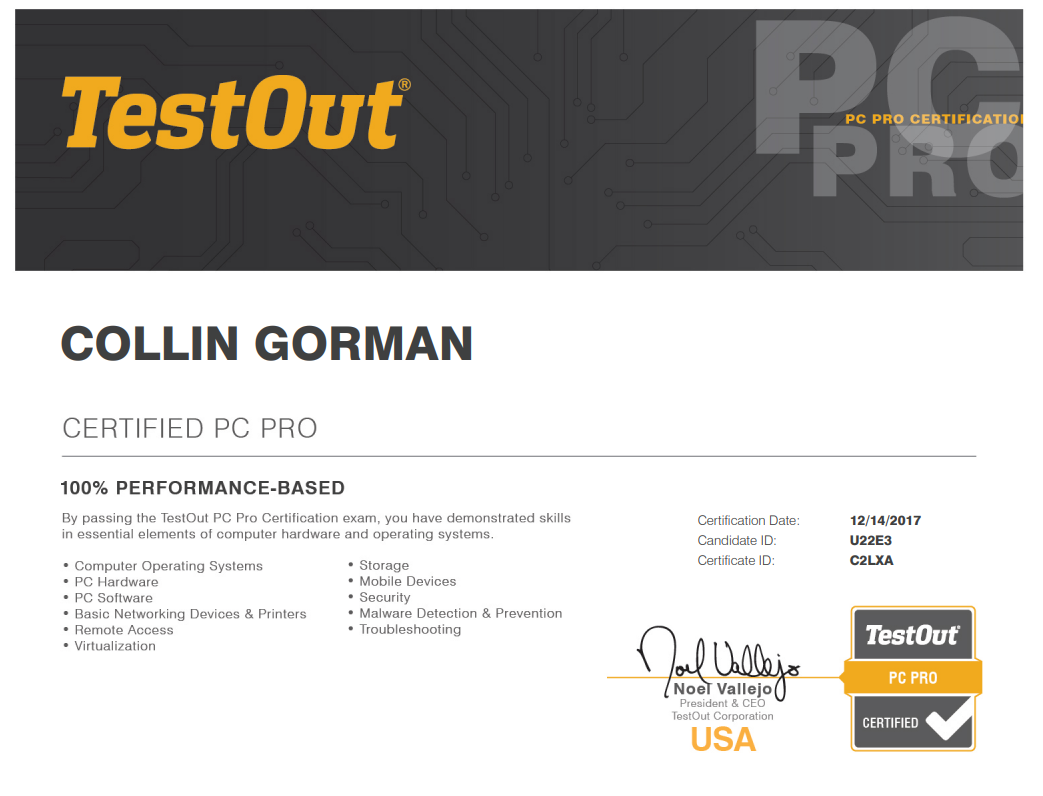 TestOut®
PC
PC PRO CERTIFICATIO
PRO
COLLIN GORMAN
CERTIFIED PC PRO
100% PERFORMANCE-BASED
By passing the TestOut PC Pro Certification exam, you have demonstrated skills
in essential elements of computer hardware and operating systems.
• Computer Operating Systems
• PC Hardware
• PC Software
• Basic Networking Devices & Printers
• Remote Access
• Virtualization
• Storage
• Mobile Devices
• Security
• Malware Detection & Prevention
• Troubleshooting
Certification Date: 12/14/2017
Candidate ID: U22E3
Certificate ID: C2LXA
Noel Vallejo
Noel Vallejo
President & CEO
TestOut Corporation
USA
TestOut®
PC PRO
CERTIFIED